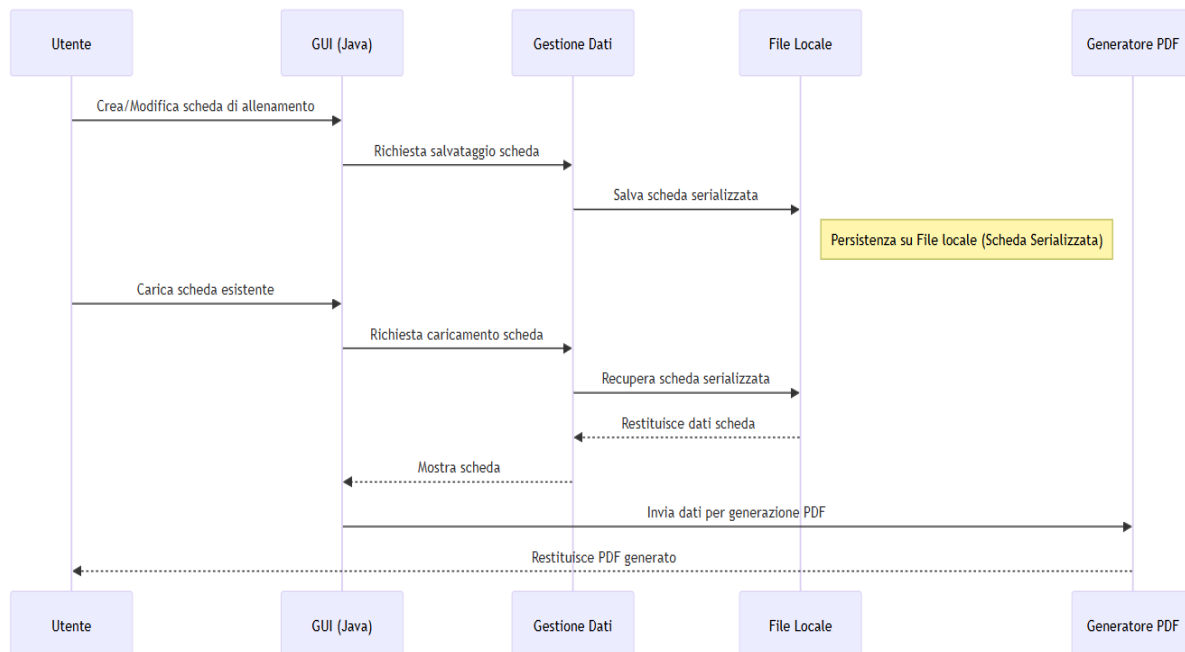 Utente
GUI (Java)
Gestione Dati
File Locale
Generatore PDF
Crea/Modifica scheda di allenamento
Richiesta salvataggio scheda
Salva scheda serializzata
Persistenza su File locale (Scheda Serializzata)
Carica scheda esistente
Richiesta caricamento scheda
Recupera scheda serializzata
Restituisce dati scheda
Mostra scheda
Invia dati per generazione PDF
Restituisce PDF generato
Utente
GUI (Java)
Gestione Dati
File Locale
Generatore PDF